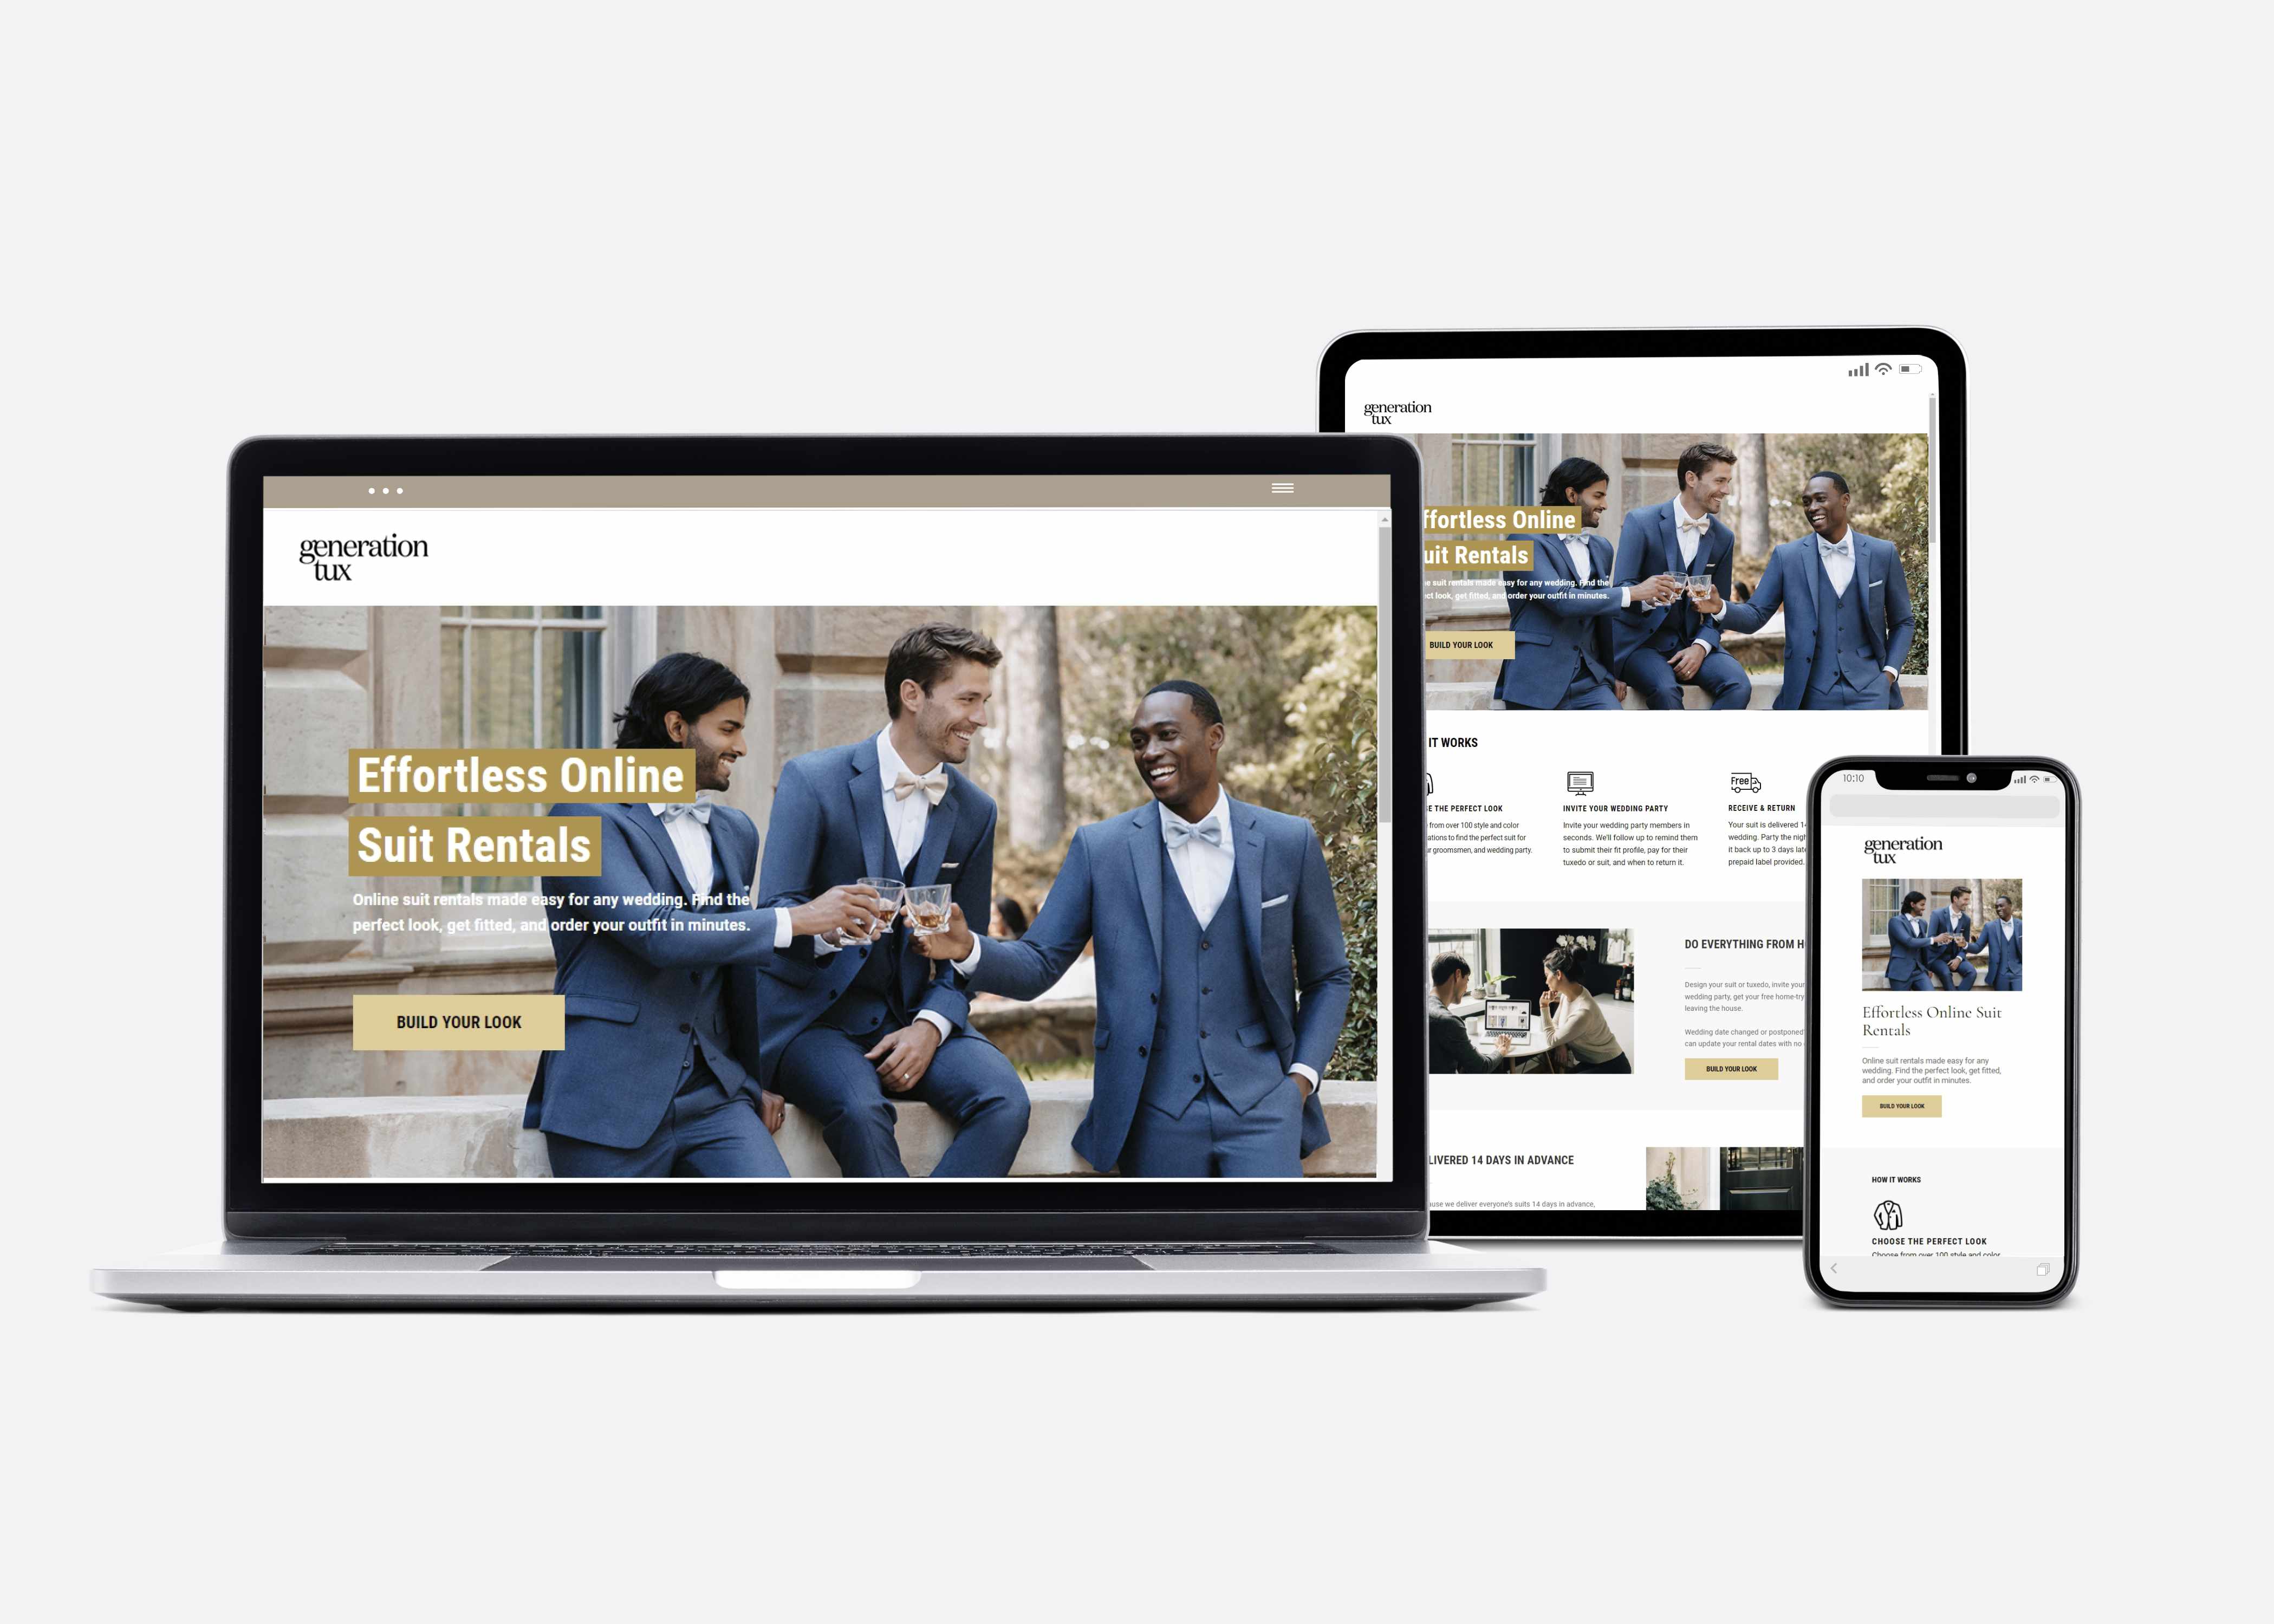 generation
tux
Effortless Online
Suit Rentals
Online suit rentals made easy for any wedding. Find the
perfect look, get fitted, and order your outfit in minutes.
BUILD YOUR LOOK
generation
tux
ffortless Online
uit Rentals
e suit rentals made easy for any wedding. Find the
ct look, get fitted, and order your outfit in minutes.
BUILD YOUR LOOK
IT WORKS
E THE PERFECT LOOK
from over 100 style and color
ations to find the perfect suit for
ur groomsmen, and wedding party.
INVITE YOUR WEDDING PARTY
Invite your wedding party members in
seconds. We'll follow up to remind them
to submit their fit profile, pay for their
tuxedo or suit, and when to return it.
Free
RECEIVE & RETURN
Your suit is delivered 1
wedding. Party the nigh
it back up to 3 days late
prepaid label provided.
DO EVERYTHING FROM H
Design your suit or tuxedo, invite your
wedding party, get your free home-try
leaving the house.
Wedding date changed or postponed
can update your rental dates with no
BUILD YOUR LOOK
LIVERED 14 DAYS IN ADVANCE
ause we deliver everyone's suits 14 days in advance,
10:10
generation
tux
Effortless Online Suit
Rentals
Online suit rentals made easy for any
wedding. Find the perfect look, get fitted,
and order your outfit in minutes.
BUILD YOUR LOOK
HOW IT WORKS
CHOOSE THE PERFECT LOOK
Choose from over 100 style and color